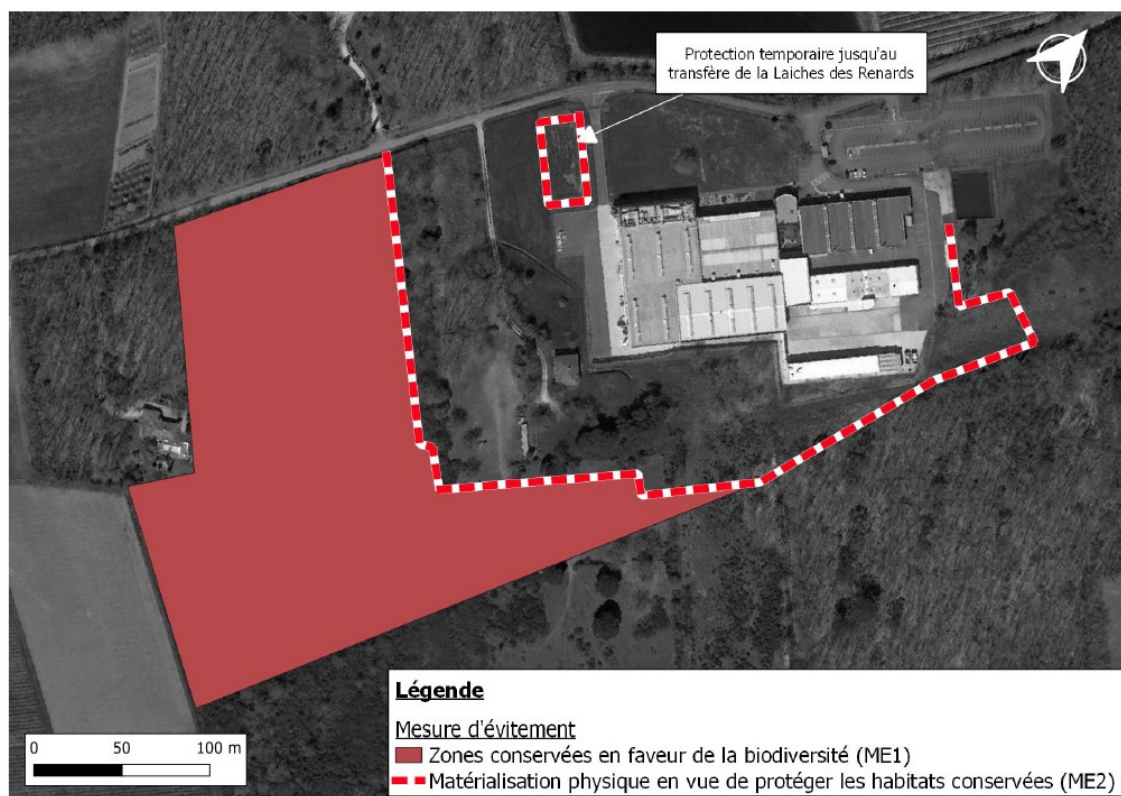 Protection temporaire jusqu'au
transfère de la Laiches des Renards
Légende
Mesure d'évitement
Zones conservées en faveur de la biodiversité (ME1)
Matérialisation physique en vue de protéger les habitats conservées (ME2)
0 50 100 m